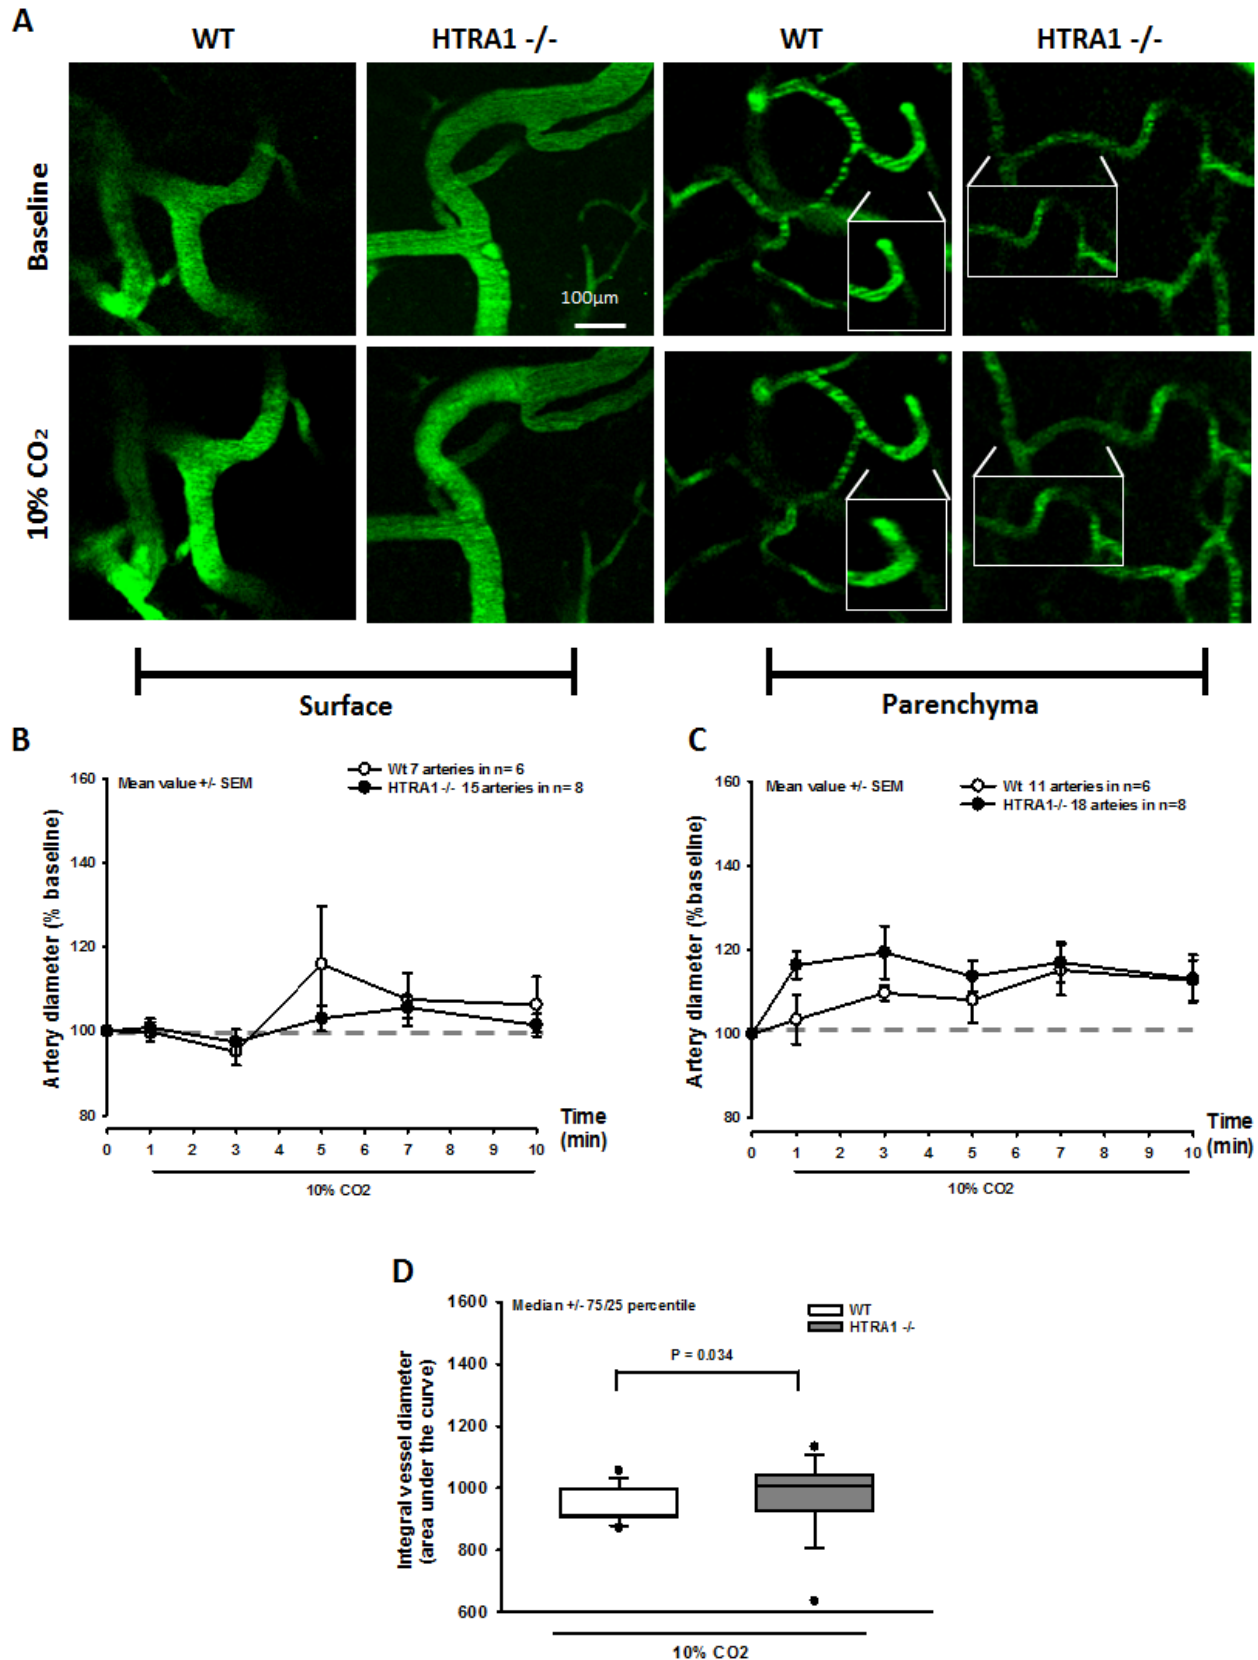 A
WT HTRA1 -/- WT HTRA1 -/-
Baseline
100µm
10% CO₂
Surface Parenchyma
B
Mean value +/- SEM
Wt 7 arteries in n= 6
HTRA1 -/- 15 arteries in n= 8
Artery diameter (% baseline)
160
140
120
100
80
0 1 2 3 4 5 6 7 8 9 10
Time
(min)
10% CO2
C
Mean value +/- SEM
Wt 11 arteries in n=6
HTRA1-/- 18 arteies in n=8
Artery diameter (%baseline)
160
140
120
100
80
0 1 2 3 4 5 6 7 8 9 10
Time
(min)
10% CO2
D
Median +/- 75/25 percentile
WT
HTRA1 -/-
P = 0.034
Integral vessel diameter
(area under the curve)
1600
1400
1200
1000
800
600
10% CO2